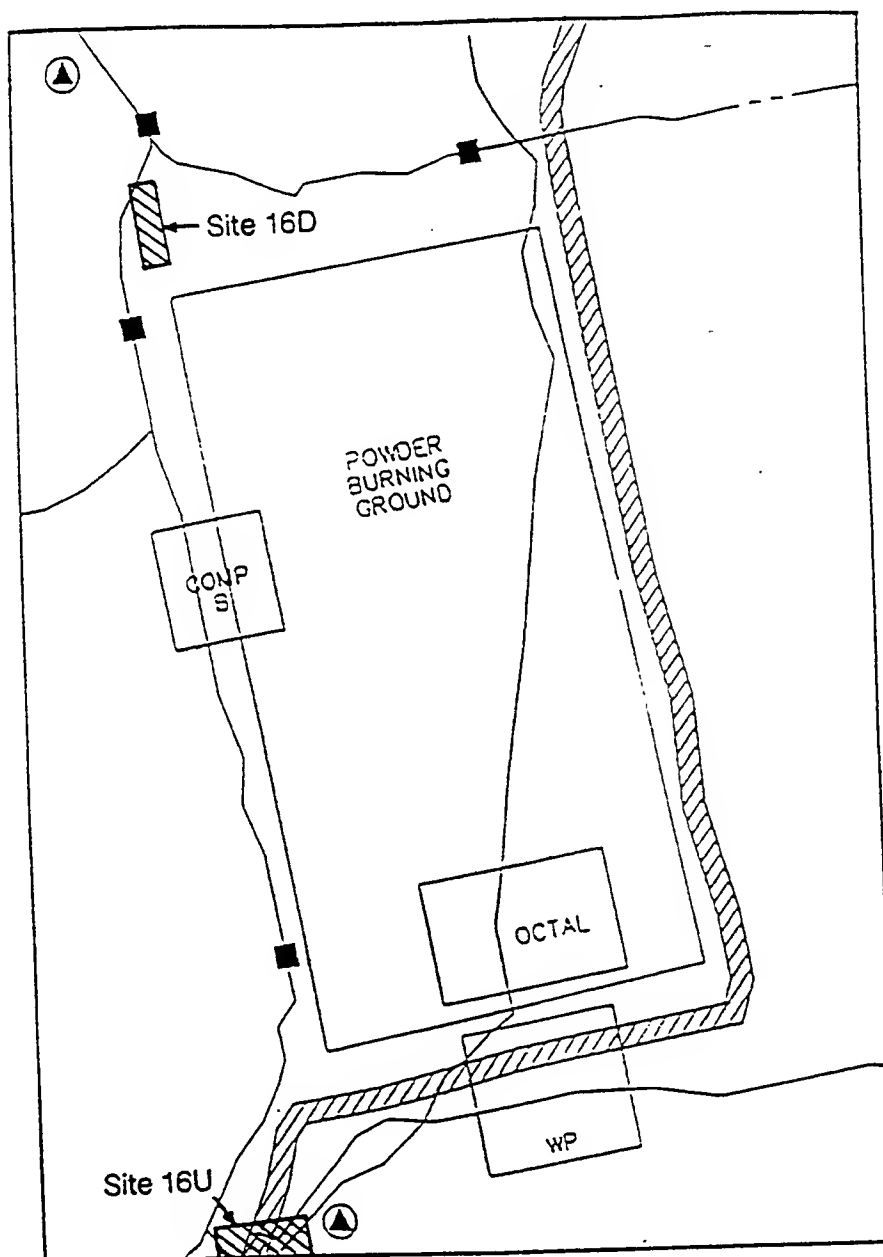 Site 16D
POWDER
BURNING
GROUND
COMP
S
OCTAL
WP
Site 16U